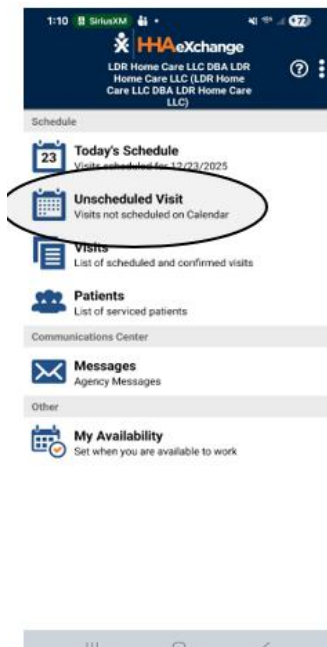 1:10 SiriusXM 73
HHAeXchange
LDR Home Care LLC DBA LDR
Home Care LLC (LDR Home
Care LLC DBA LDR Home Care
LLC)
Schedule
23
Today's Schedule
Visits scheduled for 12/23/2025
Unscheduled Visit
Visits not scheduled on Calendar
Visits
List of scheduled and confirmed visits
Patients
List of serviced patients
Communications Center
Messages
Agency Messages
Other
My Availability
Set when you are available to work